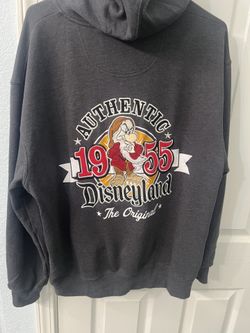 AUTHENTIC
1955
Disneyland
The Original